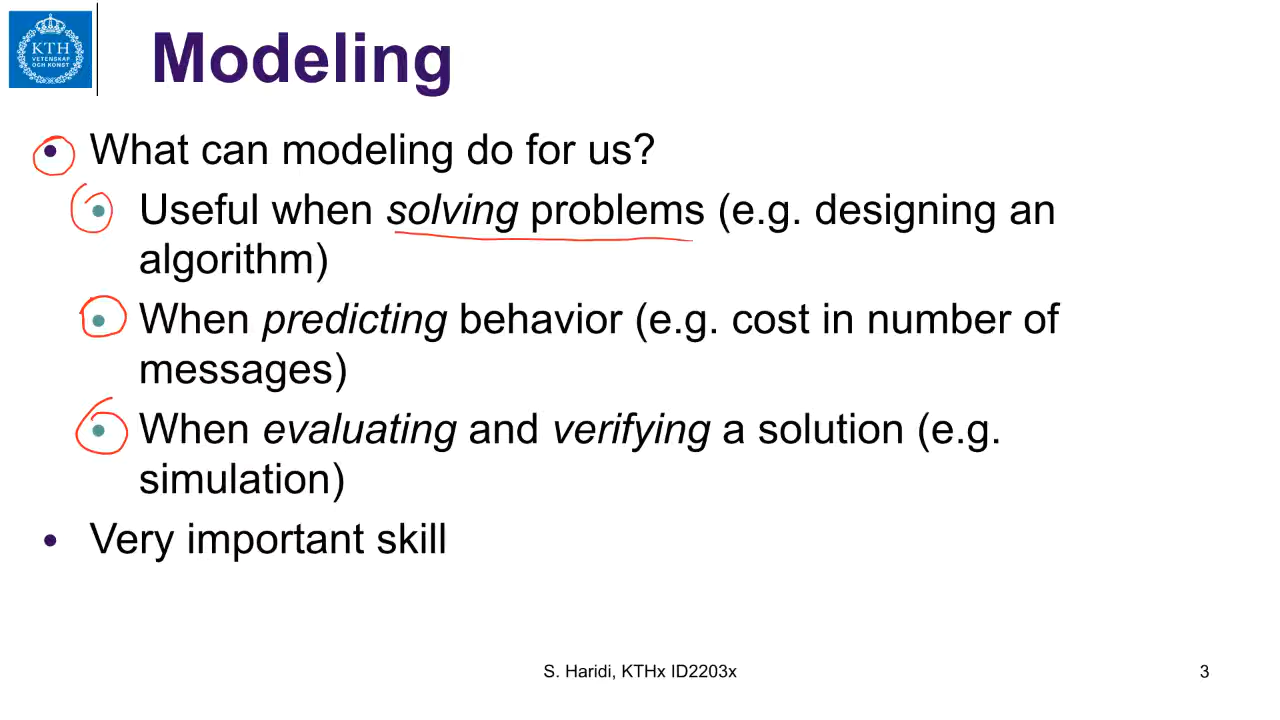 KTH
VETENSKAP
OCH KONST
Modeling
• What can modeling do for us?
• Useful when solving problems (e.g. designing an
algorithm)
• When predicting behavior (e.g. cost in number of
messages)
• When evaluating and verifying a solution (e.g.
simulation)
• Very important skill
S. Haridi, KTHx ID2203x
3